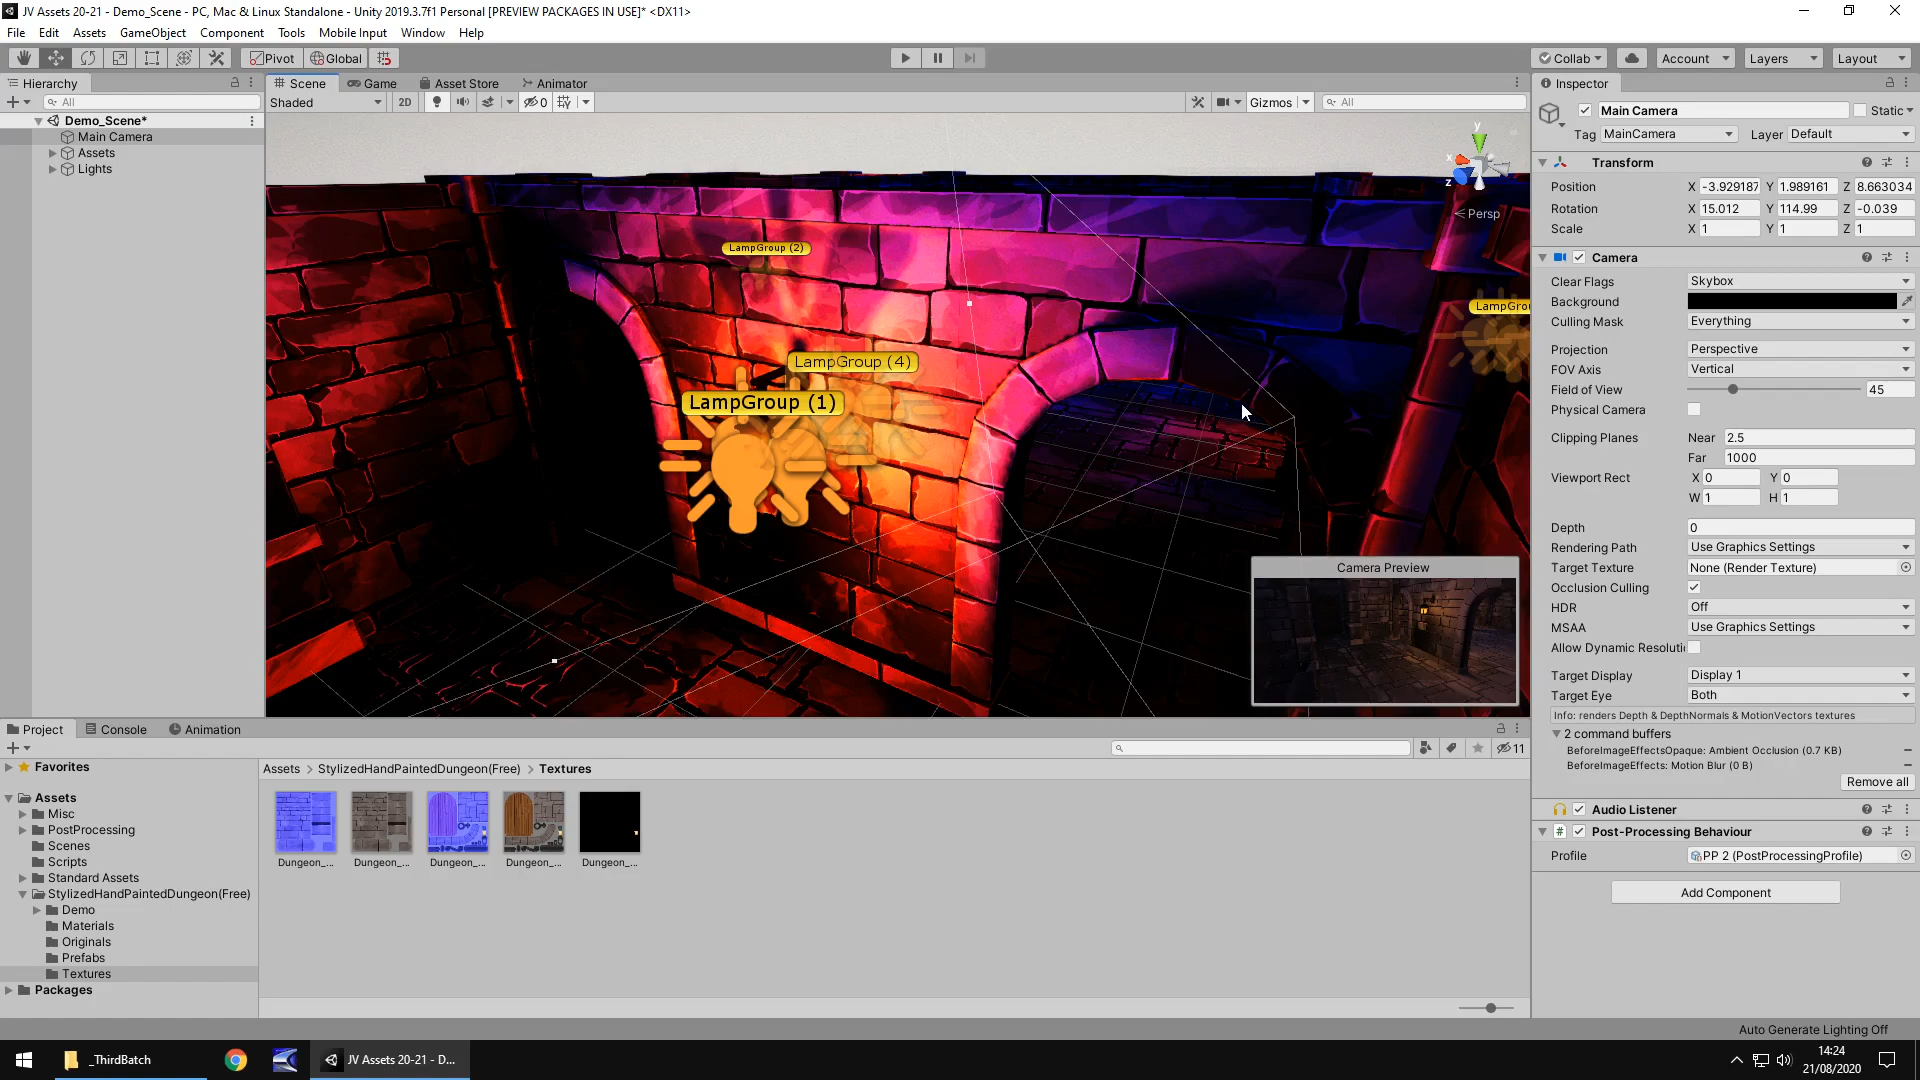 JV Assets 20-21 - Demo_Scene - PC, Mac & Linux Standalone - Unity 2019.3.7f1 Personal [PREVIEW PACKAGES IN USE]* <DX11>
File Edit Assets GameObject Component Tools Mobile Input Window Help
Pivot Global Collab Account Layers Layout
Hierarchy
All
Demo_Scene*
Main Camera
Assets
Lights
Scene Game Asset Store Animator
Shaded 2D 0 Gizmos All
y
x
z
Persp
LampGroup (2)
LampGroup (4)
LampGroup (1)
LampGrou
Camera Preview
Inspector
Main Camera Static
Tag MainCamera Layer Default
Transform
Position X -3.929187 Y 1.989161 Z 8.663034
Rotation X 15.012 Y 114.99 Z -0.039
Scale X 1 Y 1 Z 1
Camera
Clear Flags Skybox
Background
Culling Mask Everything
Projection Perspective
FOV Axis Vertical
Field of View 45
Physical Camera
Clipping Planes Near 2.5
Far 1000
Viewport Rect X 0 Y 0
W 1 H 1
Depth 0
Rendering Path Use Graphics Settings
Target Texture None (Render Texture)
Occlusion Culling
HDR Off
MSAA Use Graphics Settings
Allow Dynamic Resoluti
Target Display Display 1
Target Eye Both
Info: renders Depth & DepthNormals & MotionVectors textures
2 command buffers
BeforeImageEffectsOpaque: Ambient Occlusion (0.7 KB)
BeforeImageEffects: Motion Blur (0 B)
Remove all
Audio Listener
Post-Processing Behaviour
Profile PP 2 (PostProcessingProfile)
Add Component
Project Console Animation
11
Favorites
Assets
Misc
PostProcessing
Scenes
Scripts
Standard Assets
StylizedHandPaintedDungeon(Free)
Demo
Materials
Originals
Prefabs
Textures
Packages
Assets > StylizedHandPaintedDungeon(Free) > Textures
Dungeon_... Dungeon_... Dungeon_... Dungeon_... Dungeon_...
Auto Generate Lighting Off
_ThirdBatch
JV Assets 20-21 - D...
14:24
21/08/2020